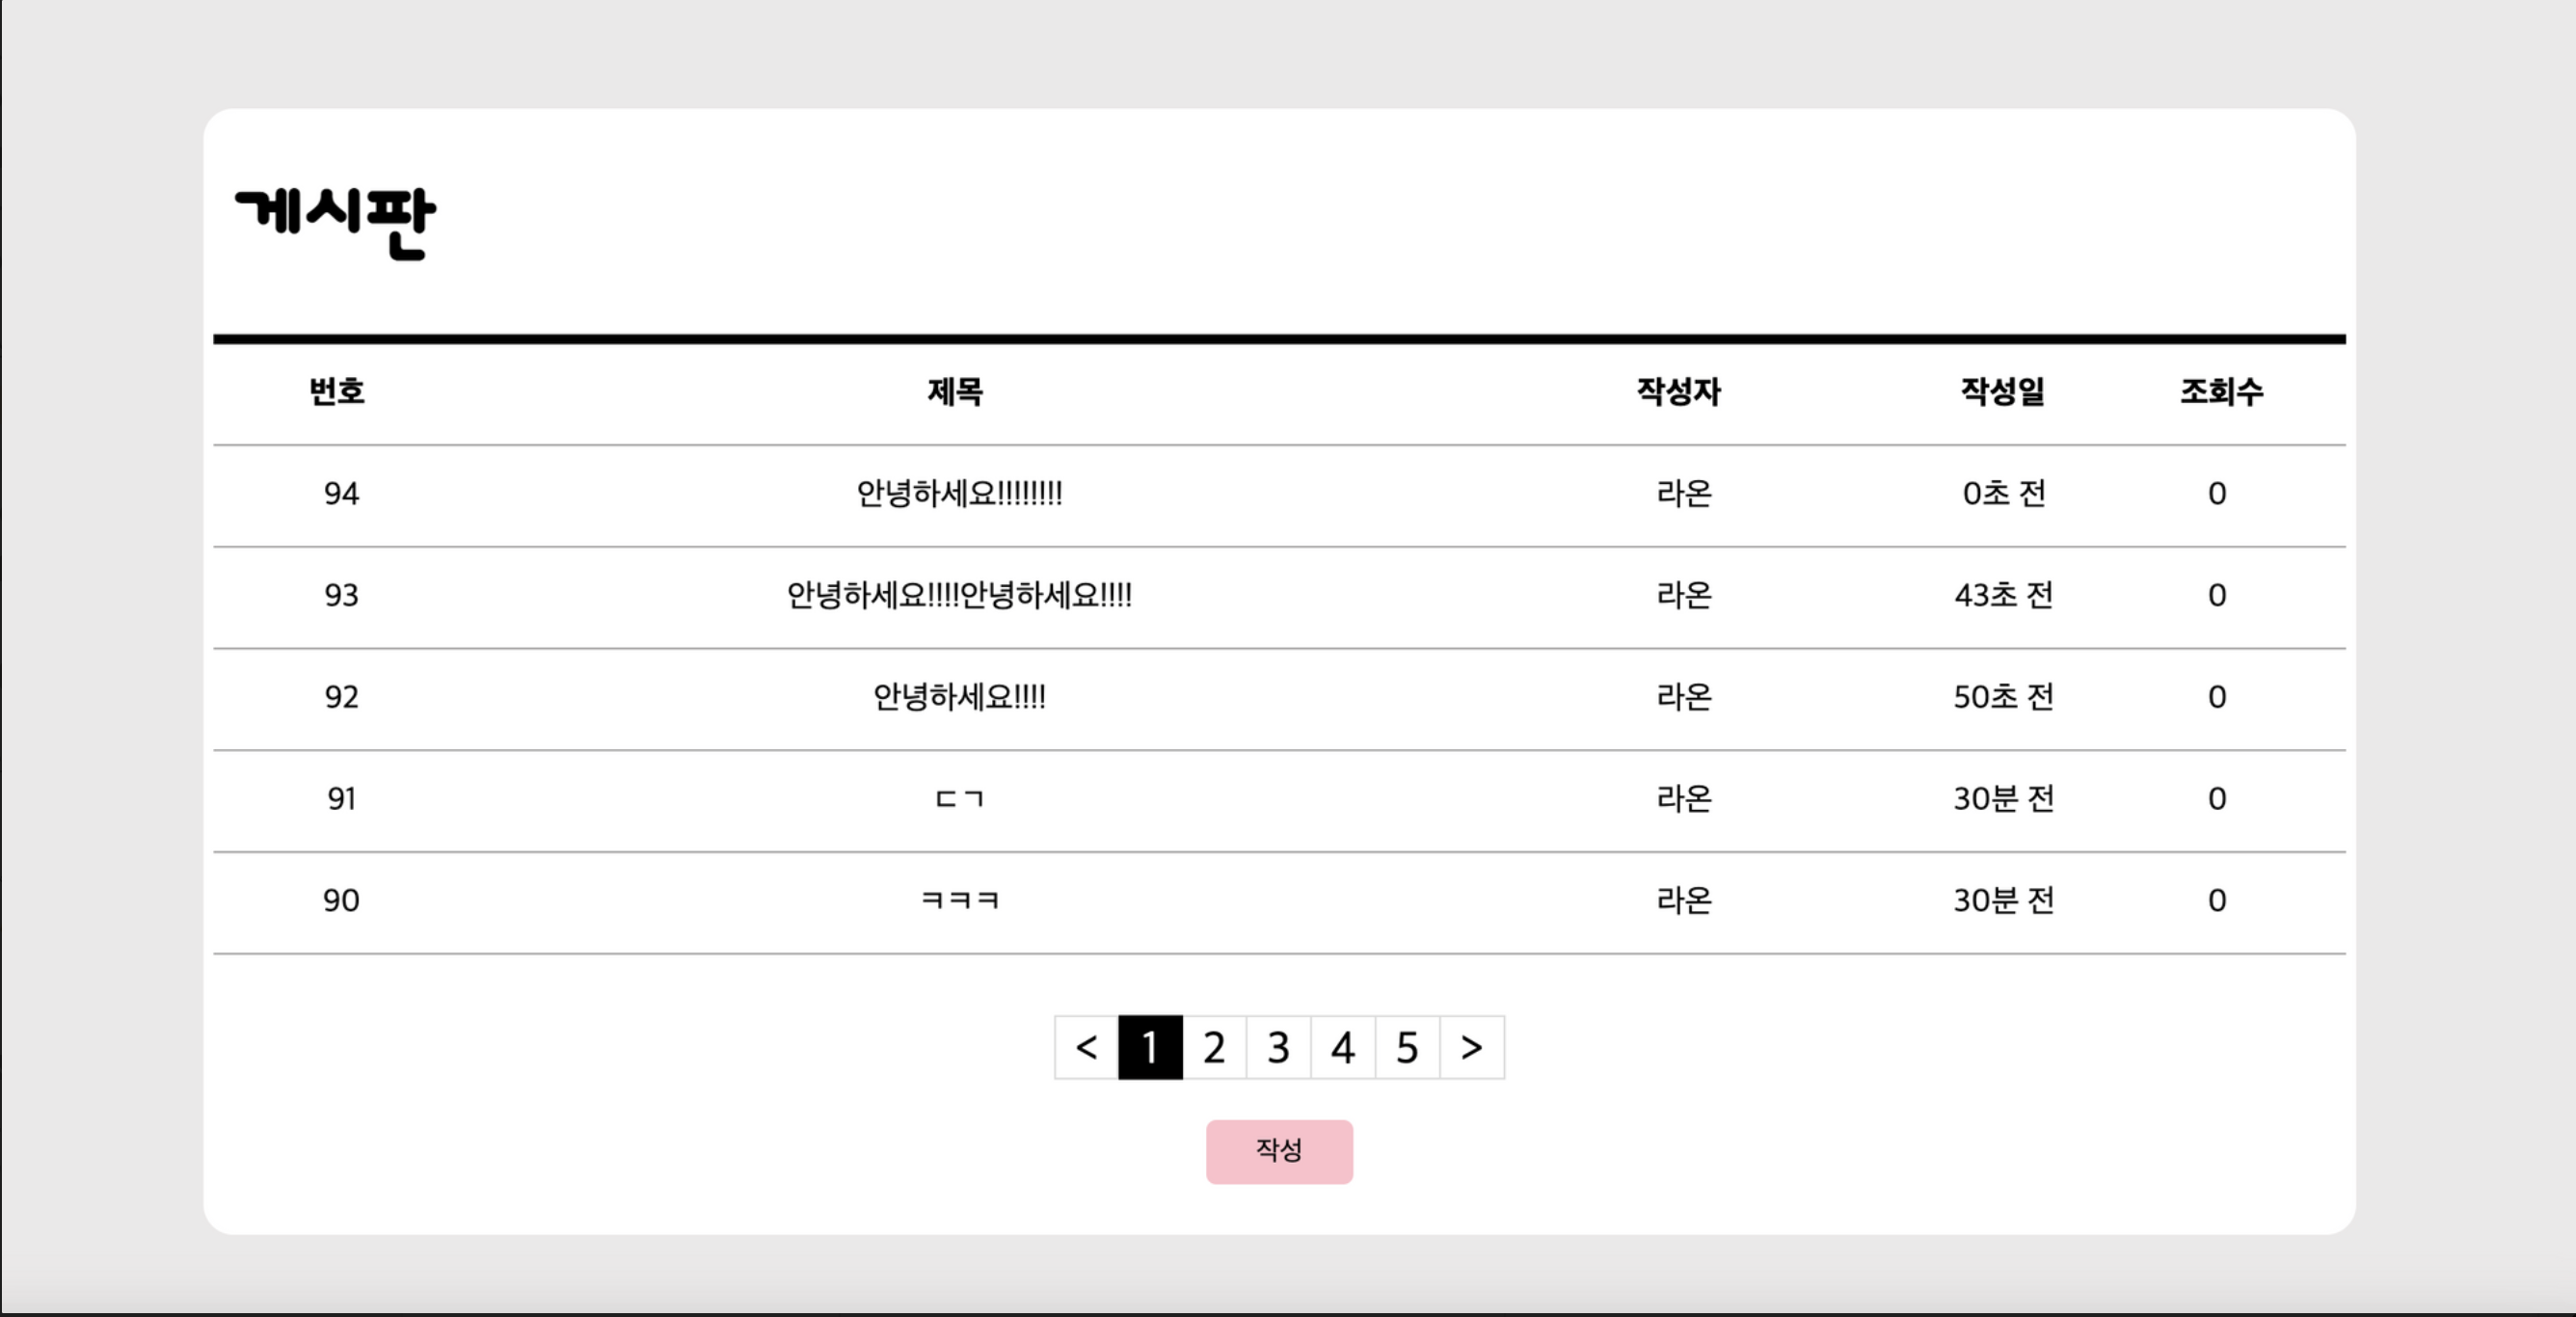 게시판
번호 제목 작성자 작성일 조회수
94 안녕하세요!!!!!!!! 라온 0초 전 0
93 안녕하세요!!!!안녕하세요!!!! 라온 43초 전 0
92 안녕하세요!!!! 라온 50초 전 0
91 ㄷㄱ 라온 30분 전 0
90 ㅋㅋㅋ 라온 30분 전 0
< 1 2 3 4 5 >
작성